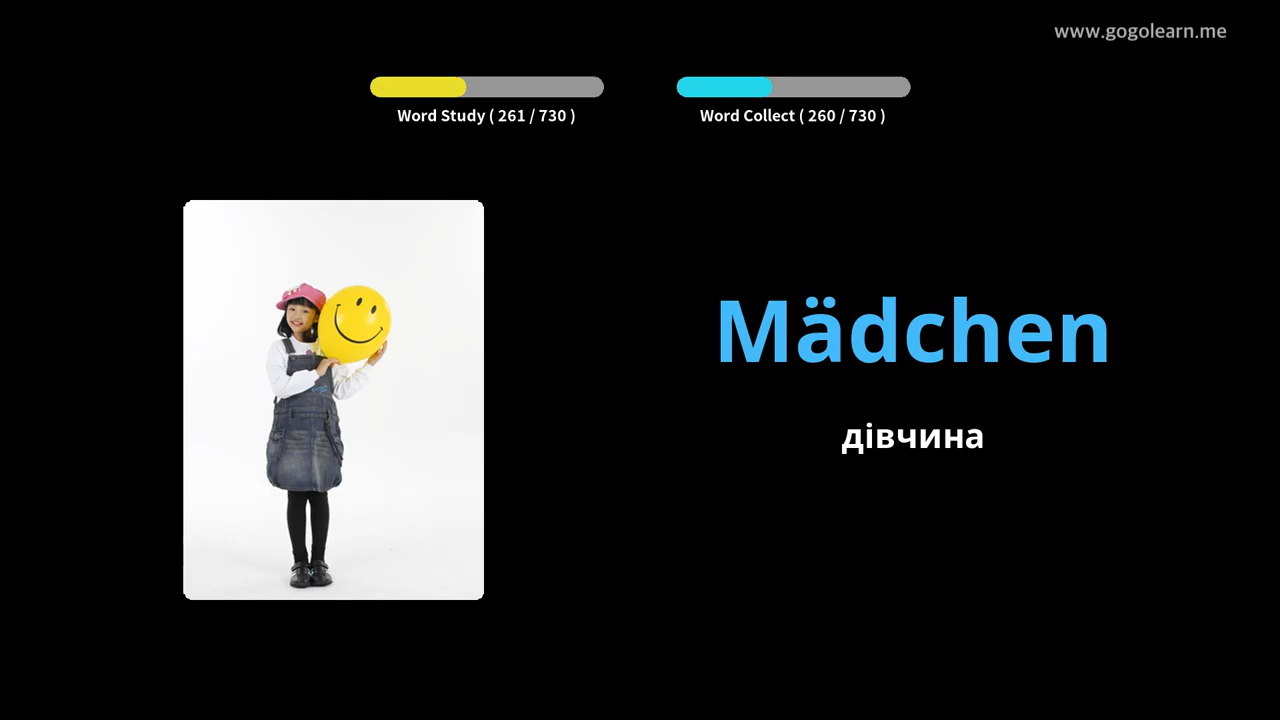 www.gogolearn.me
Word Study ( 261 / 730 )
Word Collect ( 260 / 730 )
Mädchen
дівчина